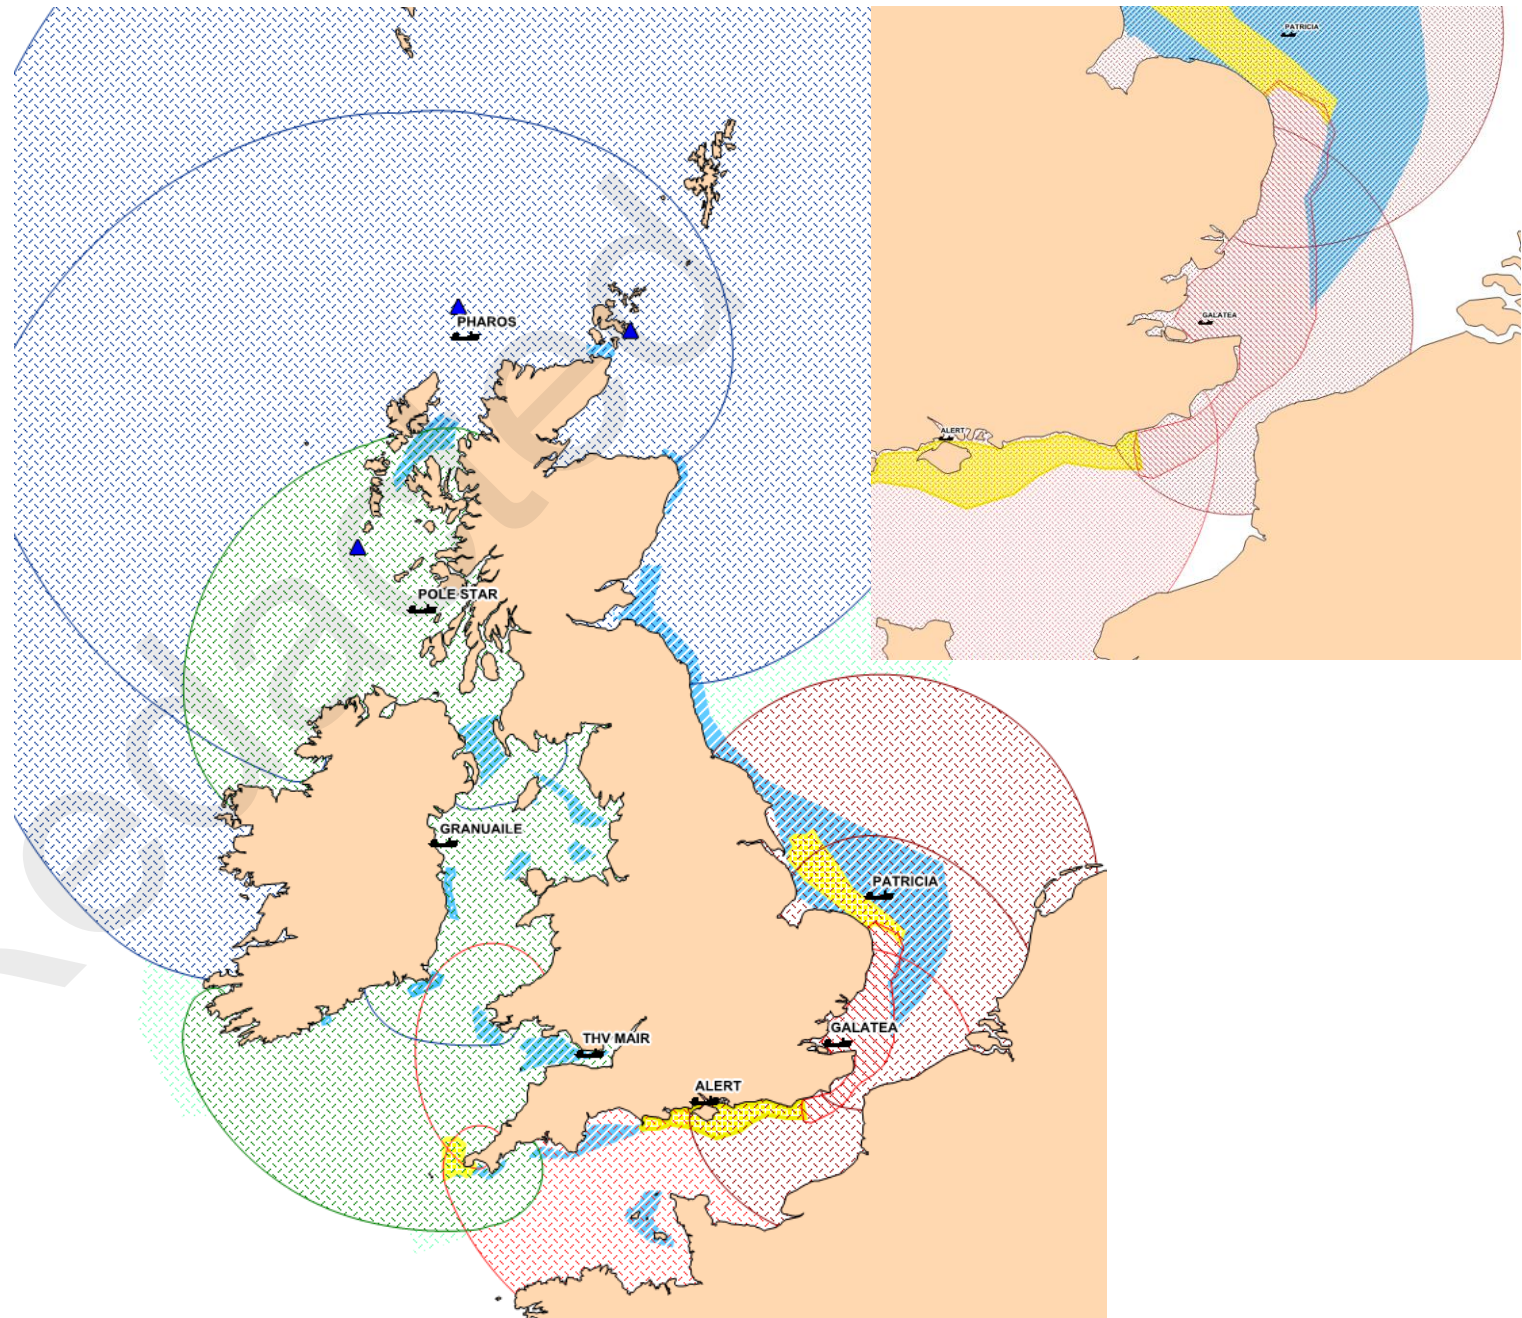 PATRICIA
GALATEA
ALERT
PHAROS
POLE STAR
GRANUAILE
PATRICIA
THV MAIR
GALATEA
ALERT